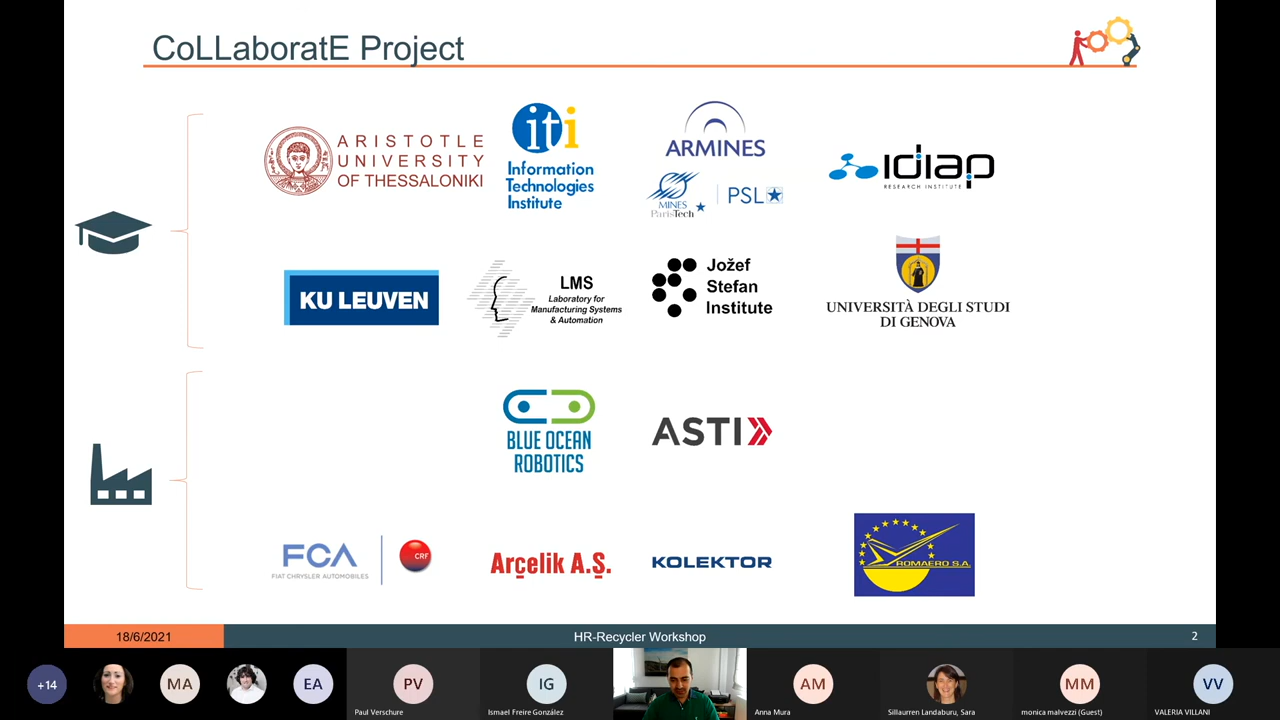 CoLLaboratE Project
ARISTOTLE
UNIVERSITY
OF THESSALONIKI
iti
Information
Technologies
Institute
ARMINES
MINES
ParisTech
PSL
idiap
RESEARCH INSTITUTE
KU LEUVEN
LMS
Laboratory for
Manufacturing Systems
& Automation
Jožef
Stefan
Institute
UNIVERSITÀ DEGLI STUDI
DI GENOVA
BLUE OCEAN
ROBOTICS
ASTI
FCA
FIAT CHRYSLER AUTOMOBILES
CRF
Arçelik A.Ş.
KOLEKTOR
ROMAERO S.A.
18/6/2021
HR-Recycler Workshop
2
+14
MA
EA
PV
Paul Verschure
IG
Ismael Freire González
AM
Anna Mura
Sillaurren Landaburu, Sara
MM
monica malvezzi (Guest)
VV
VALERIA VILLANI